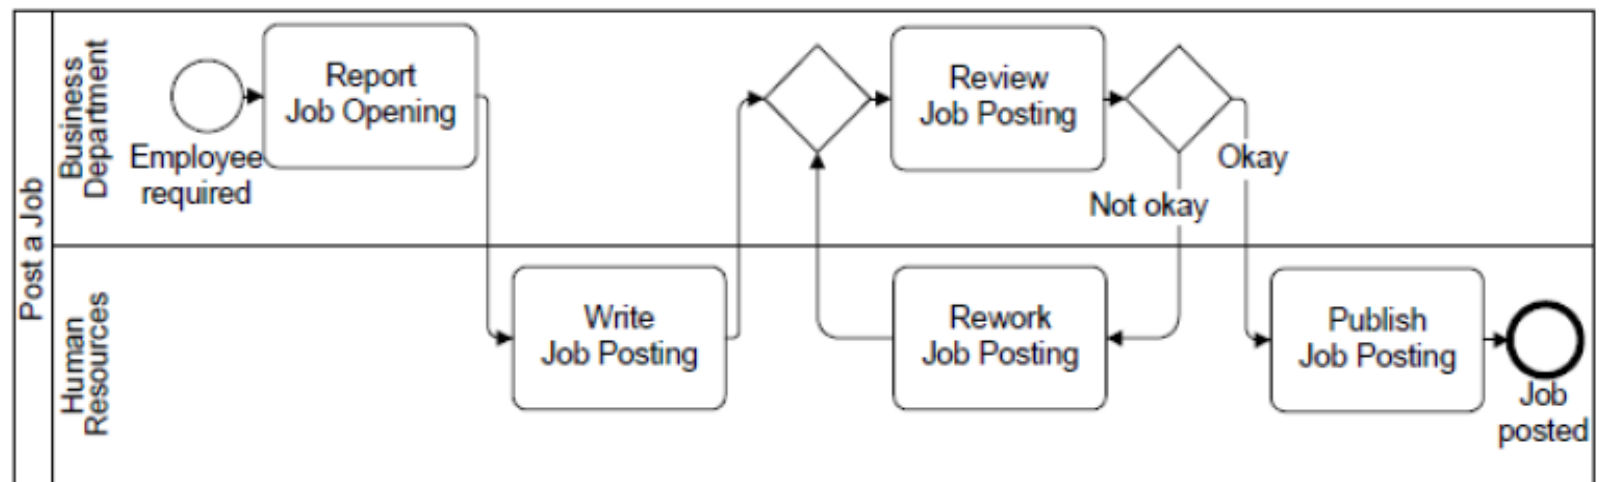 Post a Job
Business
Department
Employee
required
Report
Job Opening
Review
Job Posting
Okay
Not okay
Human
Resources
Write
Job Posting
Rework
Job Posting
Publish
Job Posting
Job
posted